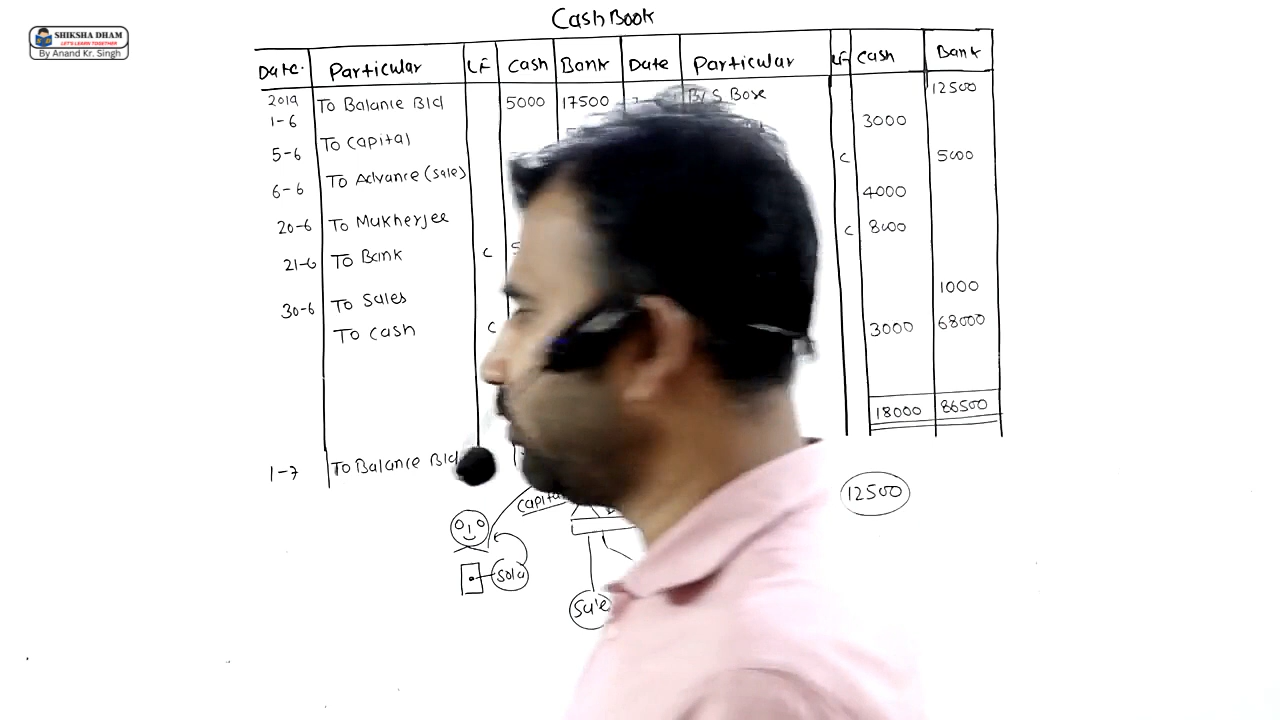 SHIKSHA DHAM
LET'S LEARN TOGETHER
By Anand Kr. Singh
Cash Book
Date Particular LF Cash Bank Date Particular LF Cash Bank
2019
1-6 To Balance Bld 5000 17500 By S Bose 12500
3000
5-6 To Capital
C 5000
6-6 To Advance (sale)
4000
20-6 To Mukherjee
C 8000
21-6 To Bank C
1000
30-6 To Sales
To Cash C 3000 68000
18000 86500
1-7 To Balance Bld
12500
Capital
Sold
Sale